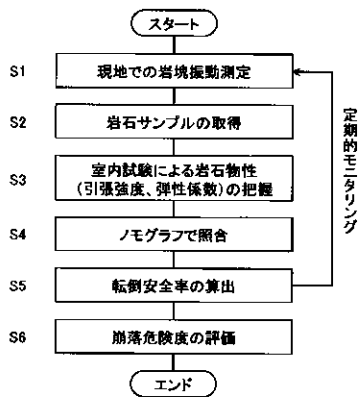 スタート
S1 現地での岩塊振動測定
S2 岩石サンプルの取得
S3 室内試験による岩石物性
(引張強度、弾性係数)の把握
S4 ノモグラフで照合
S5 転倒安全率の算出
S6 崩落危険度の評価
エンド
定期的モニタリング